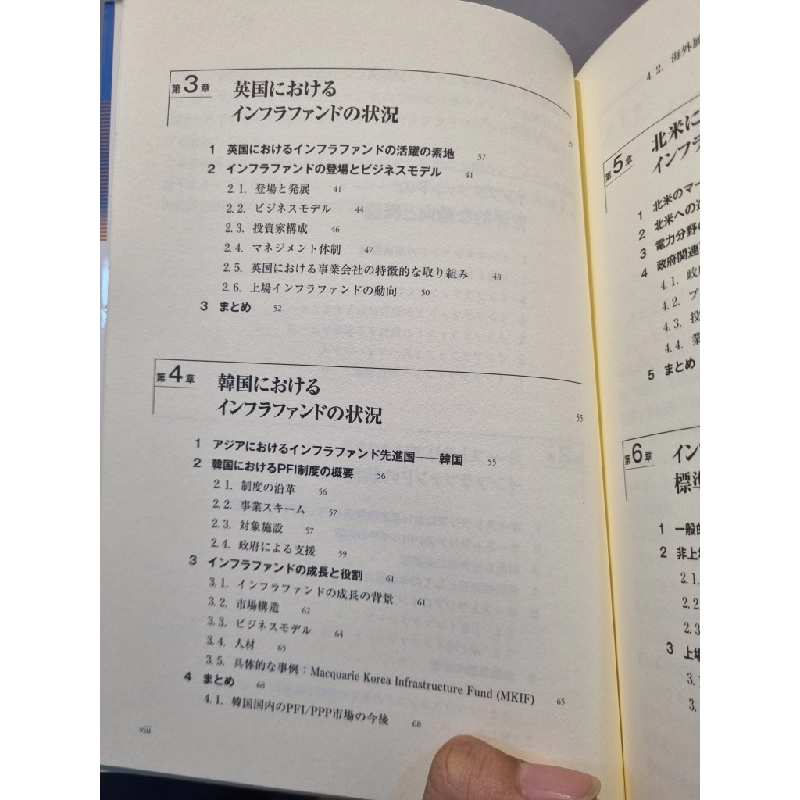 第3章 英国における
インフラファンドの状況
1 英国におけるインフラファンドの活躍の素地 37
2 インフラファンドの登場とビジネスモデル 41
2.1. 登場と発展 41
2.2. ビジネスモデル 44
2.3. 投資家構成 46
2.4. マネジメント体制 47
2.5. 英国における事業会社の特徴的な取り組み 48
2.6. 上場インフラファンドの動向 50
3 まとめ 52
第4章 韓国における
インフラファンドの状況 55
1 アジアにおけるインフラファンド先進国――韓国 55
2 韓国におけるPFI制度の概要 56
2.1. 制度の沿革 56
2.2. 事業スキーム 57
2.3. 対象施設 57
2.4. 政府による支援 59
3 インフラファンドの成長と役割 61
3.1. インフラファンドの成長の背景 61
3.2. 市場構造 62
3.3. ビジネスモデル 64
3.4. 人材 65
3.5. 具体的な事例：Macquarie Korea Infrastructure Fund (MKIF) 65
4 まとめ 68
4.1. 韓国国内のPFI/PPP市場の今後 68
viii
4.2. 海外展
第5章 北米に
インフラ
1 北米のマー
2 北米への
3 電力分野の
4 政府関連
4.1. 政
4.2. プ
4.3. 投
4.4. 業
5 まとめ
第6章 イン
標準
1 一般的
2 非上場
2.1.
2.2.
2.3.
3 上場
3.1.
3.